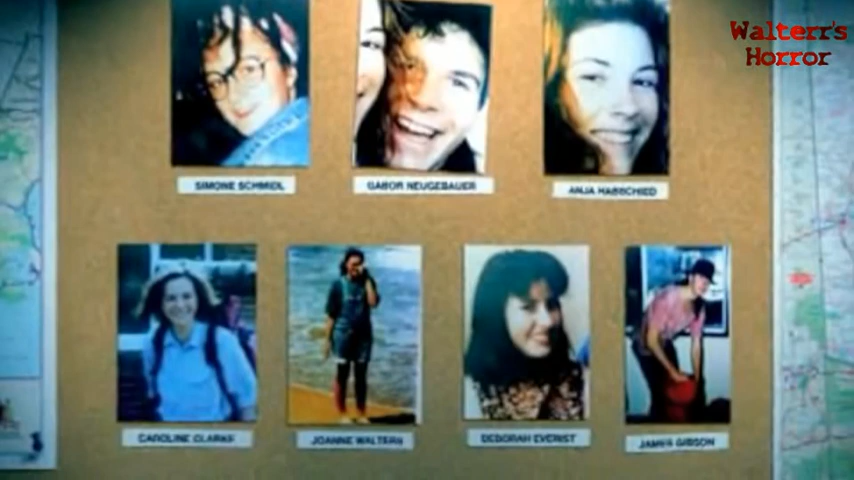 Walterr's
Horror
SIMONE SCHMIDL
GABOR NEUGEBAUER
ANJA HABSCHIED
CAROLINE CLARKE
JOANNE WALTERS
DEBORAH EVERIST
JAMES GIBSON